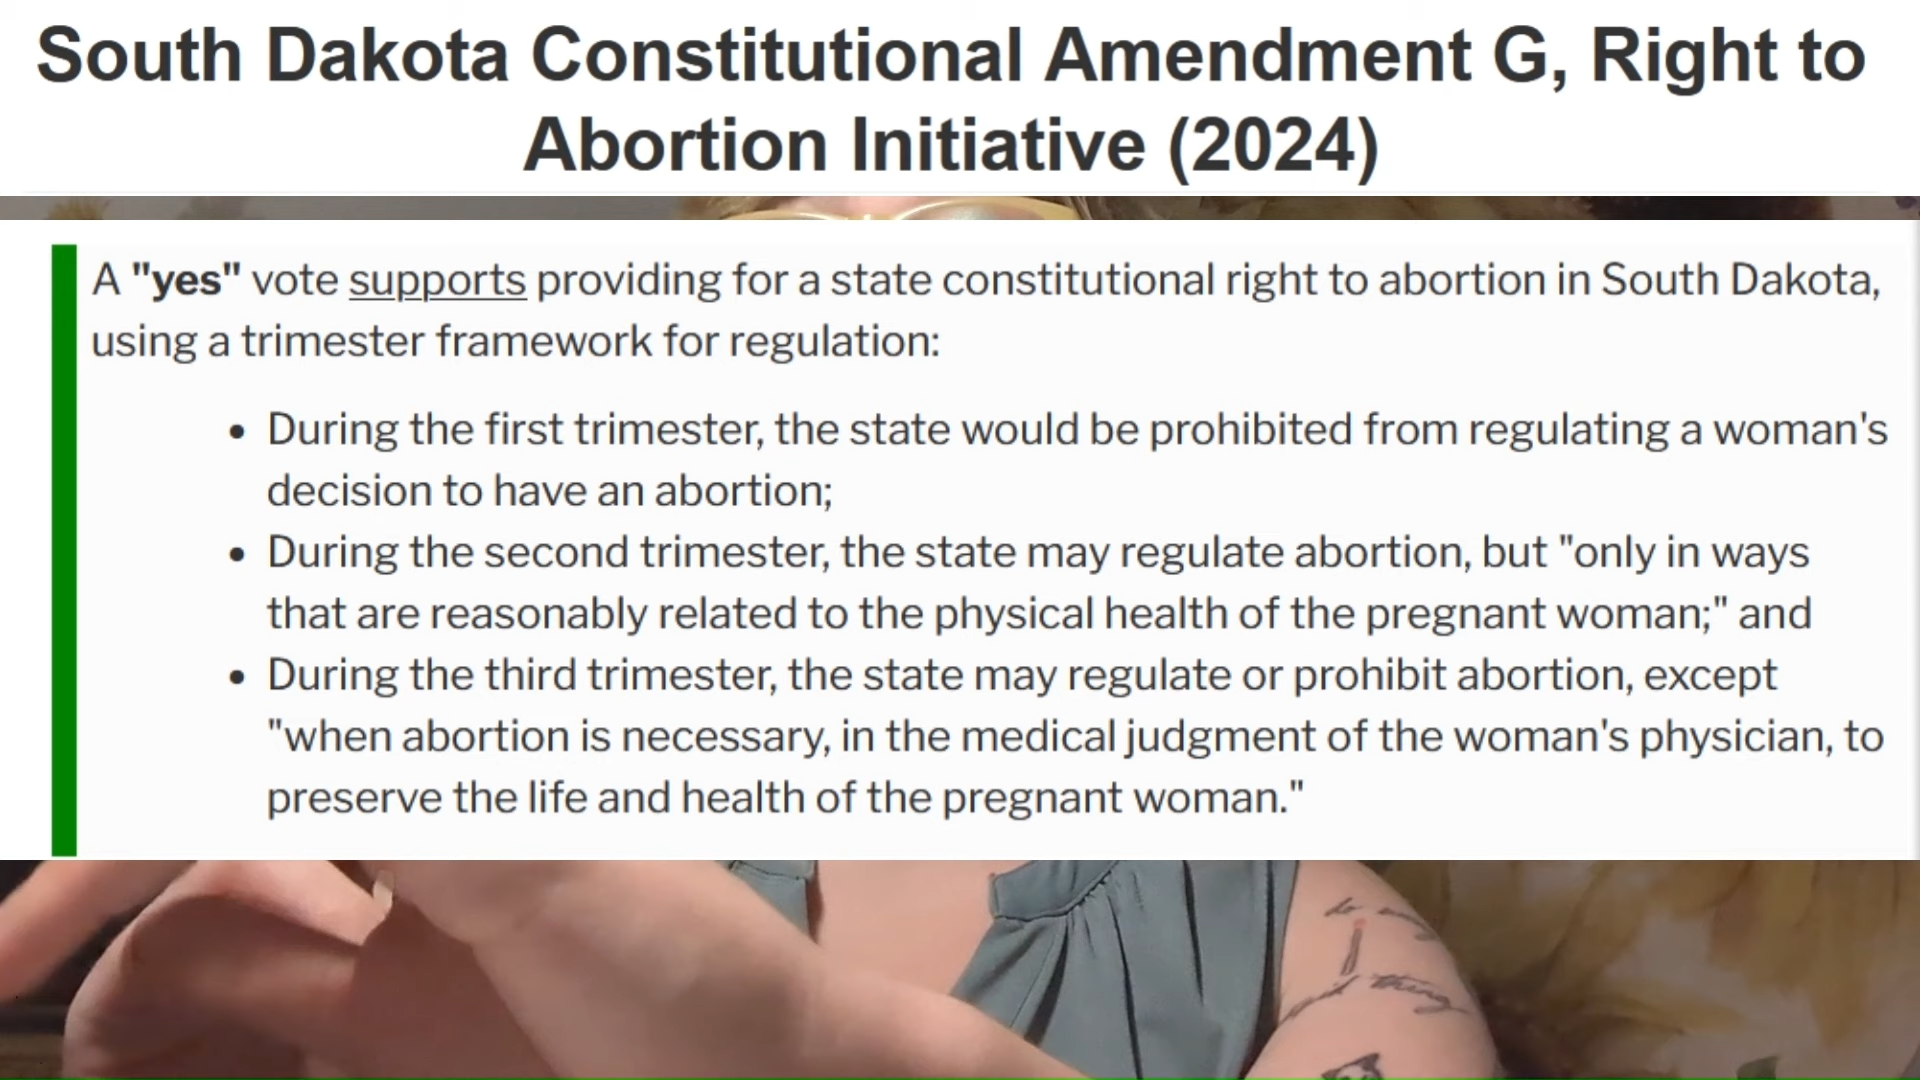 South Dakota Constitutional Amendment G, Right to
Abortion Initiative (2024)
A "yes" vote supports providing for a state constitutional right to abortion in South Dakota,
using a trimester framework for regulation:
• During the first trimester, the state would be prohibited from regulating a woman's
decision to have an abortion;
• During the second trimester, the state may regulate abortion, but "only in ways
that are reasonably related to the physical health of the pregnant woman;" and
• During the third trimester, the state may regulate or prohibit abortion, except
"when abortion is necessary, in the medical judgment of the woman's physician, to
preserve the life and health of the pregnant woman."